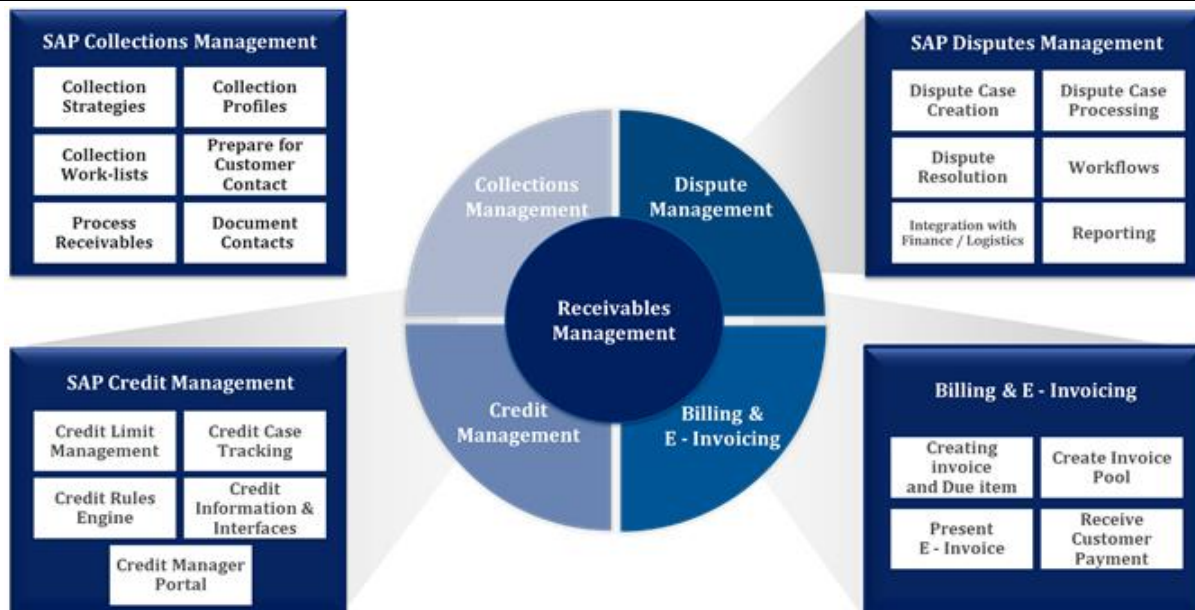 SAP Collections Management
Collection
Strategies
Collection
Profiles
Collection
Work-lists
Prepare for
Customer
Contact
Process
Receivables
Document
Contacts
SAP Disputes Management
Dispute Case
Creation
Dispute Case
Processing
Dispute
Resolution
Workflows
Integration with
Finance / Logistics
Reporting
Collections
Management
Dispute
Management
Receivables
Management
Credit
Management
Billing &
E - Invoicing
SAP Credit Management
Credit Limit
Management
Credit Case
Tracking
Credit Rules
Engine
Credit
Information &
Interfaces
Credit Manager
Portal
Billing & E - Invoicing
Creating
invoice
and Due item
Create Invoice
Pool
Present
E - Invoice
Receive
Customer
Payment